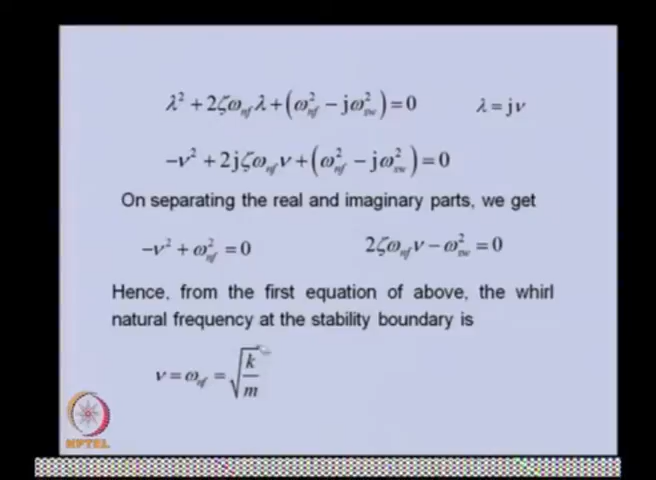 λ² + 2ζω_nf λ + (ω²_nf − jω²_sw) = 0 λ = jν
−ν² + 2jζω_nf ν + (ω²_nf − jω²_sw) = 0
On separating the real and imaginary parts, we get
−ν² + ω²_nf = 0 2ζω_nf ν − ω²_sw = 0
Hence, from the first equation of above, the whirl
natural frequency at the stability boundary is
ν = ω_nf = √(k/m)
NPTEL